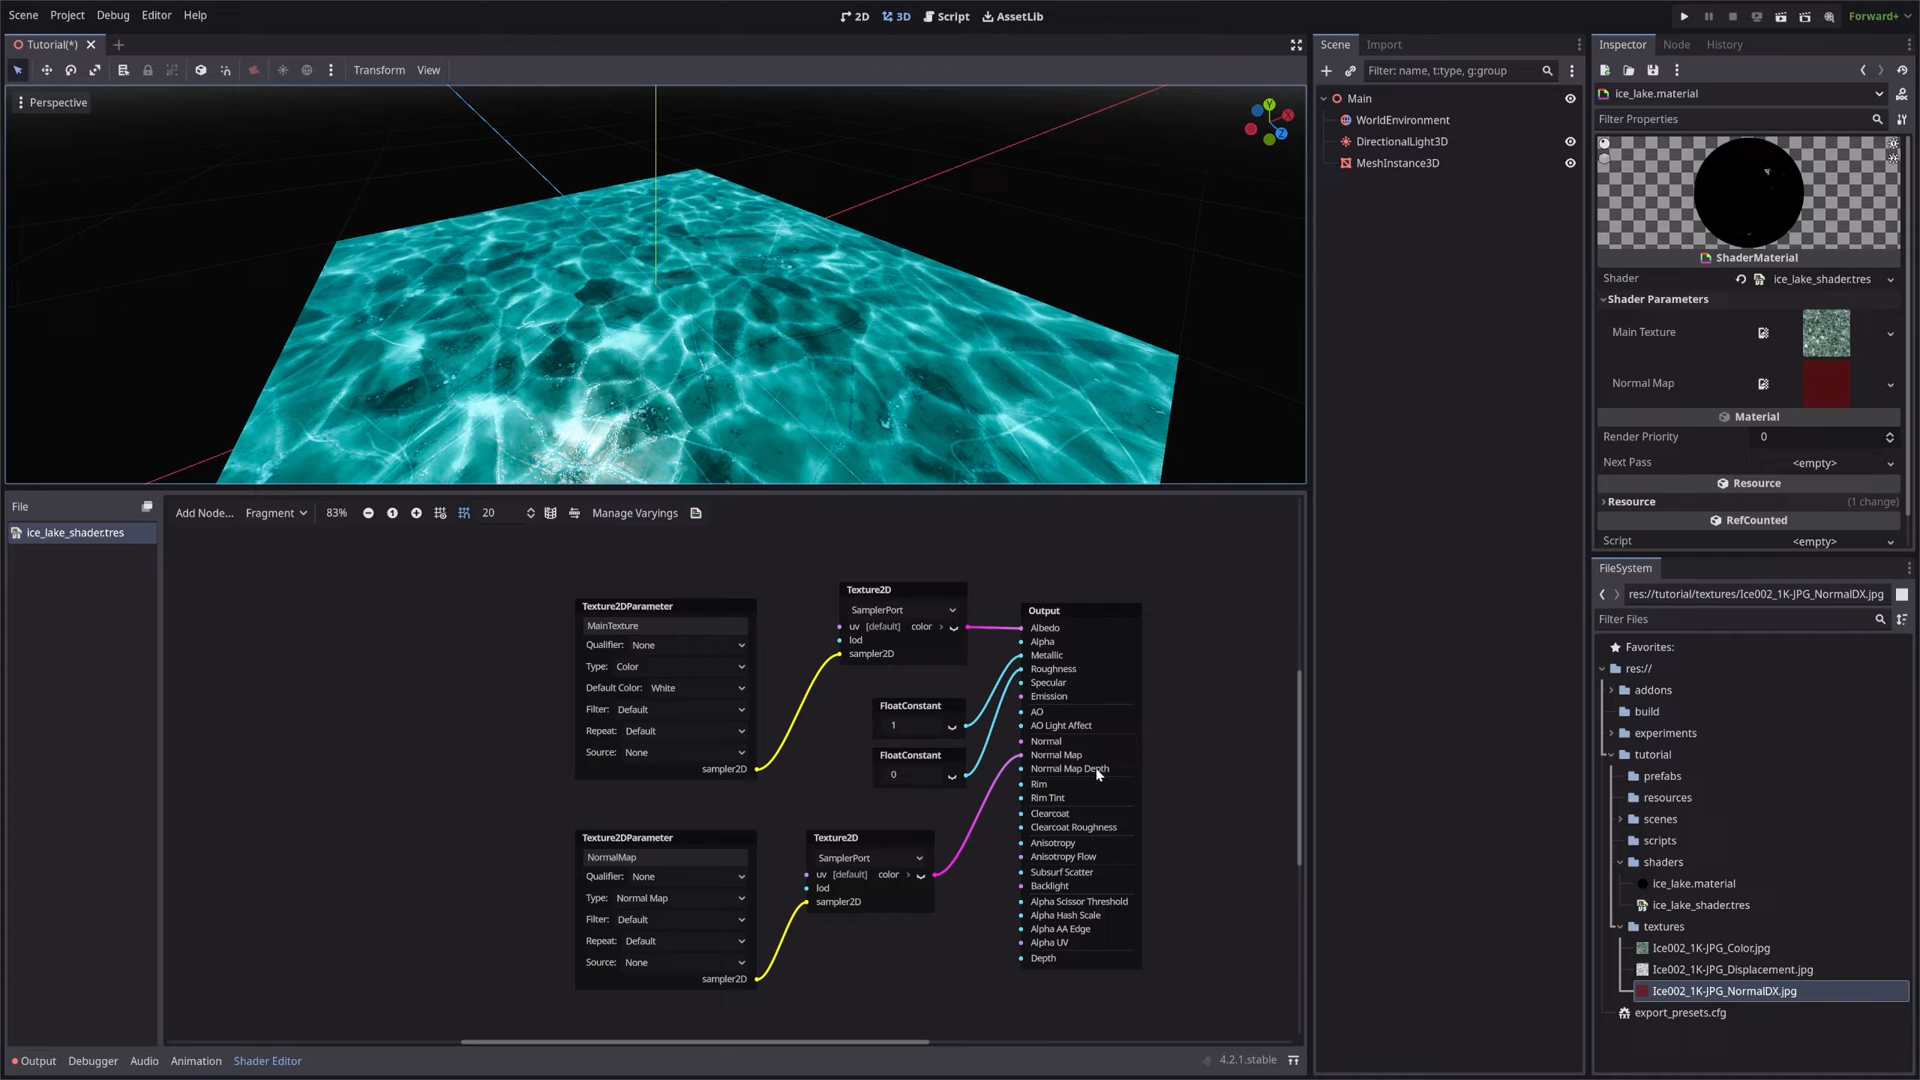 Scene Project Debug Editor Help
2D 3D Script AssetLib
Forward+
Tutorial(*)
Transform View
Perspective
Y
X
Z
Scene Import
Filter: name, t:type, g:group
Main
WorldEnvironment
DirectionalLight3D
MeshInstance3D
Inspector Node History
ice_lake.material
Filter Properties
ShaderMaterial
Shader ice_lake_shader.tres
Shader Parameters
Main Texture
Normal Map
Material
Render Priority 0
Next Pass <empty>
Resource
Resource (1 change)
RefCounted
Script <empty>
File
ice_lake_shader.tres
Add Node... Fragment 83% 20 Manage Varyings
Texture2DParameter
MainTexture
Qualifier: None
Type: Color
Default Color: White
Filter: Default
Repeat: Default
Source: None
sampler2D
Texture2D
SamplerPort
uv [default] color
lod
sampler2D
FloatConstant
1
FloatConstant
0
Texture2DParameter
NormalMap
Qualifier: None
Type: Normal Map
Filter: Default
Repeat: Default
Source: None
sampler2D
Texture2D
SamplerPort
uv [default] color
lod
sampler2D
Output
Albedo
Alpha
Metallic
Roughness
Specular
Emission
AO
AO Light Affect
Normal
Normal Map
Normal Map Depth
Rim
Rim Tint
Clearcoat
Clearcoat Roughness
Anisotropy
Anisotropy Flow
Subsurf Scatter
Backlight
Alpha Scissor Threshold
Alpha Hash Scale
Alpha AA Edge
Alpha UV
Depth
FileSystem
res://tutorial/textures/Ice002_1K-JPG_NormalDX.jpg
Filter Files
Favorites:
res://
addons
build
experiments
tutorial
prefabs
resources
scenes
scripts
shaders
ice_lake.material
ice_lake_shader.tres
textures
Ice002_1K-JPG_Color.jpg
Ice002_1K-JPG_Displacement.jpg
Ice002_1K-JPG_NormalDX.jpg
export_presets.cfg
Output Debugger Audio Animation Shader Editor
4.2.1.stable